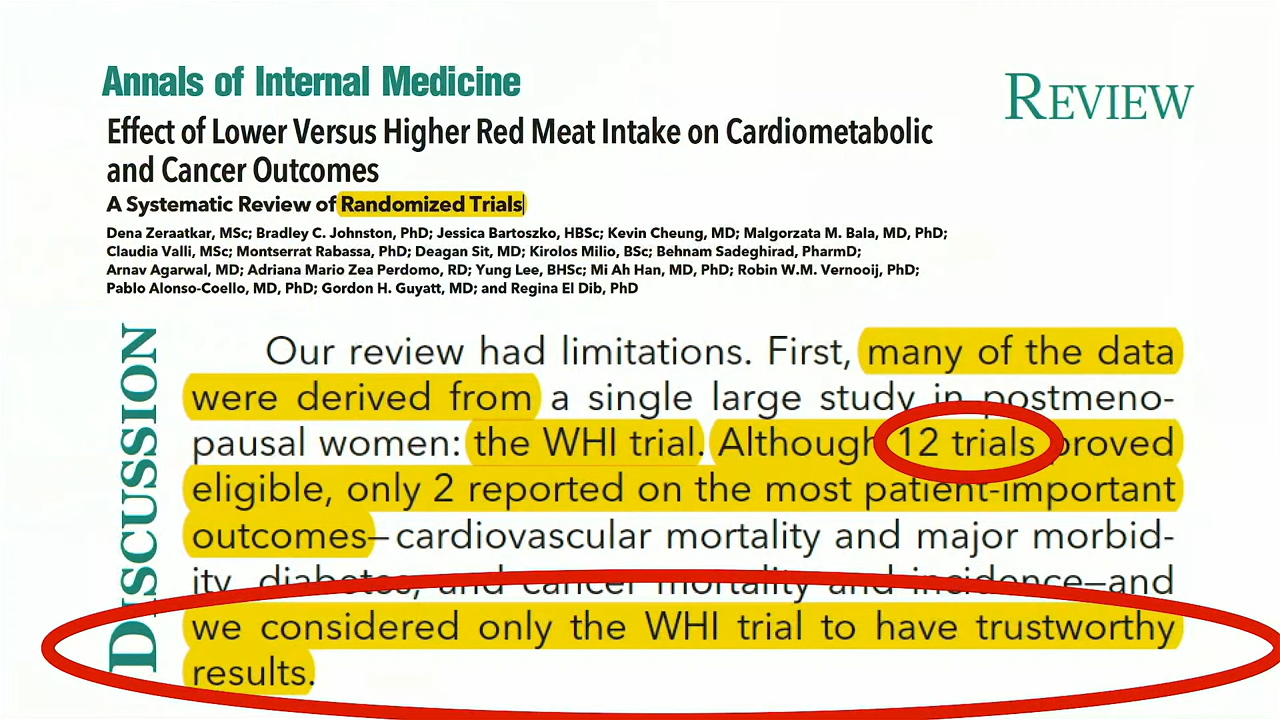 Annals of Internal Medicine
REVIEW
Effect of Lower Versus Higher Red Meat Intake on Cardiometabolic
and Cancer Outcomes
A Systematic Review of Randomized Trials
Dena Zeraatkar, MSc; Bradley C. Johnston, PhD; Jessica Bartoszko, HBSc; Kevin Cheung, MD; Malgorzata M. Bala, MD, PhD;
Claudia Valli, MSc; Montserrat Rabassa, PhD; Deagan Sit, MD; Kirolos Milio, BSc; Behnam Sadeghirad, PharmD;
Arnav Agarwal, MD; Adriana Mario Zea Perdomo, RD; Yung Lee, BHSc; Mi Ah Han, MD, PhD; Robin W.M. Vernooij, PhD;
Pablo Alonso-Coello, MD, PhD; Gordon H. Guyatt, MD; and Regina El Dib, PhD
DISCUSSION
Our review had limitations. First, many of the data
were derived from a single large study in postmeno-
pausal women: the WHI trial. Although 12 trials proved
eligible, only 2 reported on the most patient-important
outcomes—cardiovascular mortality and major morbid-
ity, diabetes, and cancer mortality and incidence—and
we considered only the WHI trial to have trustworthy
results.